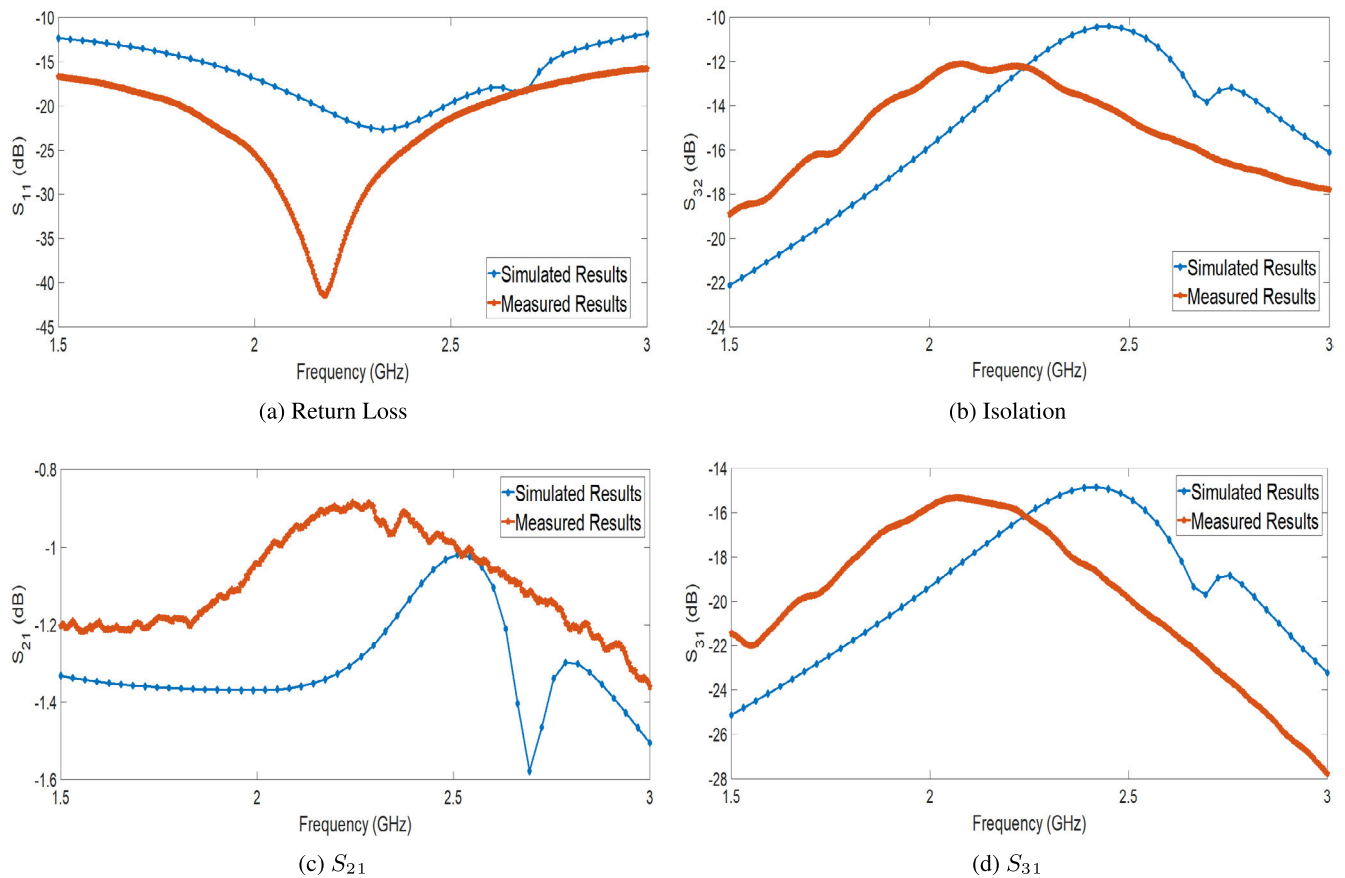 -10
-15
-20
-25
-30
-35
-40
-45
S11 (dB)
1.5 2 2.5 3
Frequency (GHz)
Simulated Results
Measured Results
(a) Return Loss
-10
-12
-14
-16
-18
-20
-22
-24
S32 (dB)
1.5 2 2.5 3
Frequency (GHz)
Simulated Results
Measured Results
(b) Isolation
-0.8
-1
-1.2
-1.4
-1.6
S21 (dB)
1.5 2 2.5 3
Frequency (GHz)
Simulated Results
Measured Results
(c) S21
-14
-16
-18
-20
-22
-24
-26
-28
S31 (dB)
1.5 2 2.5 3
Frequency (GHz)
Simulated Results
Measured Results
(d) S31